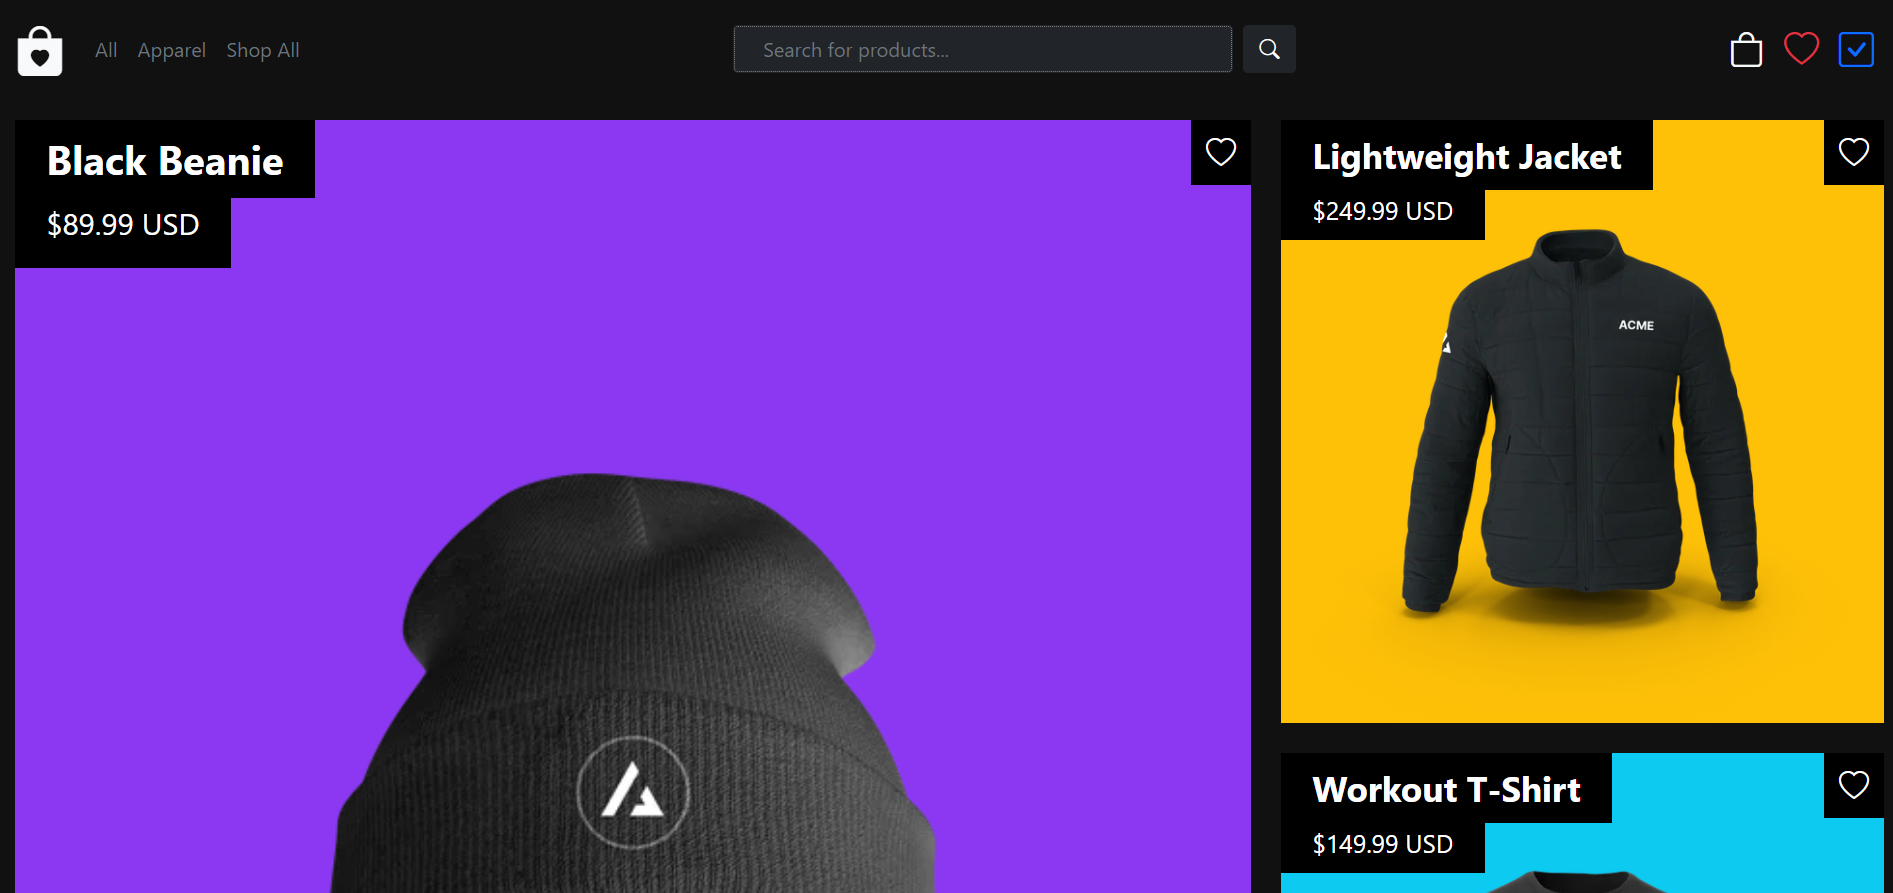 All Apparel Shop All
Search for products...
Black Beanie
$89.99 USD
Lightweight Jacket
$249.99 USD
ACME
Workout T-Shirt
$149.99 USD